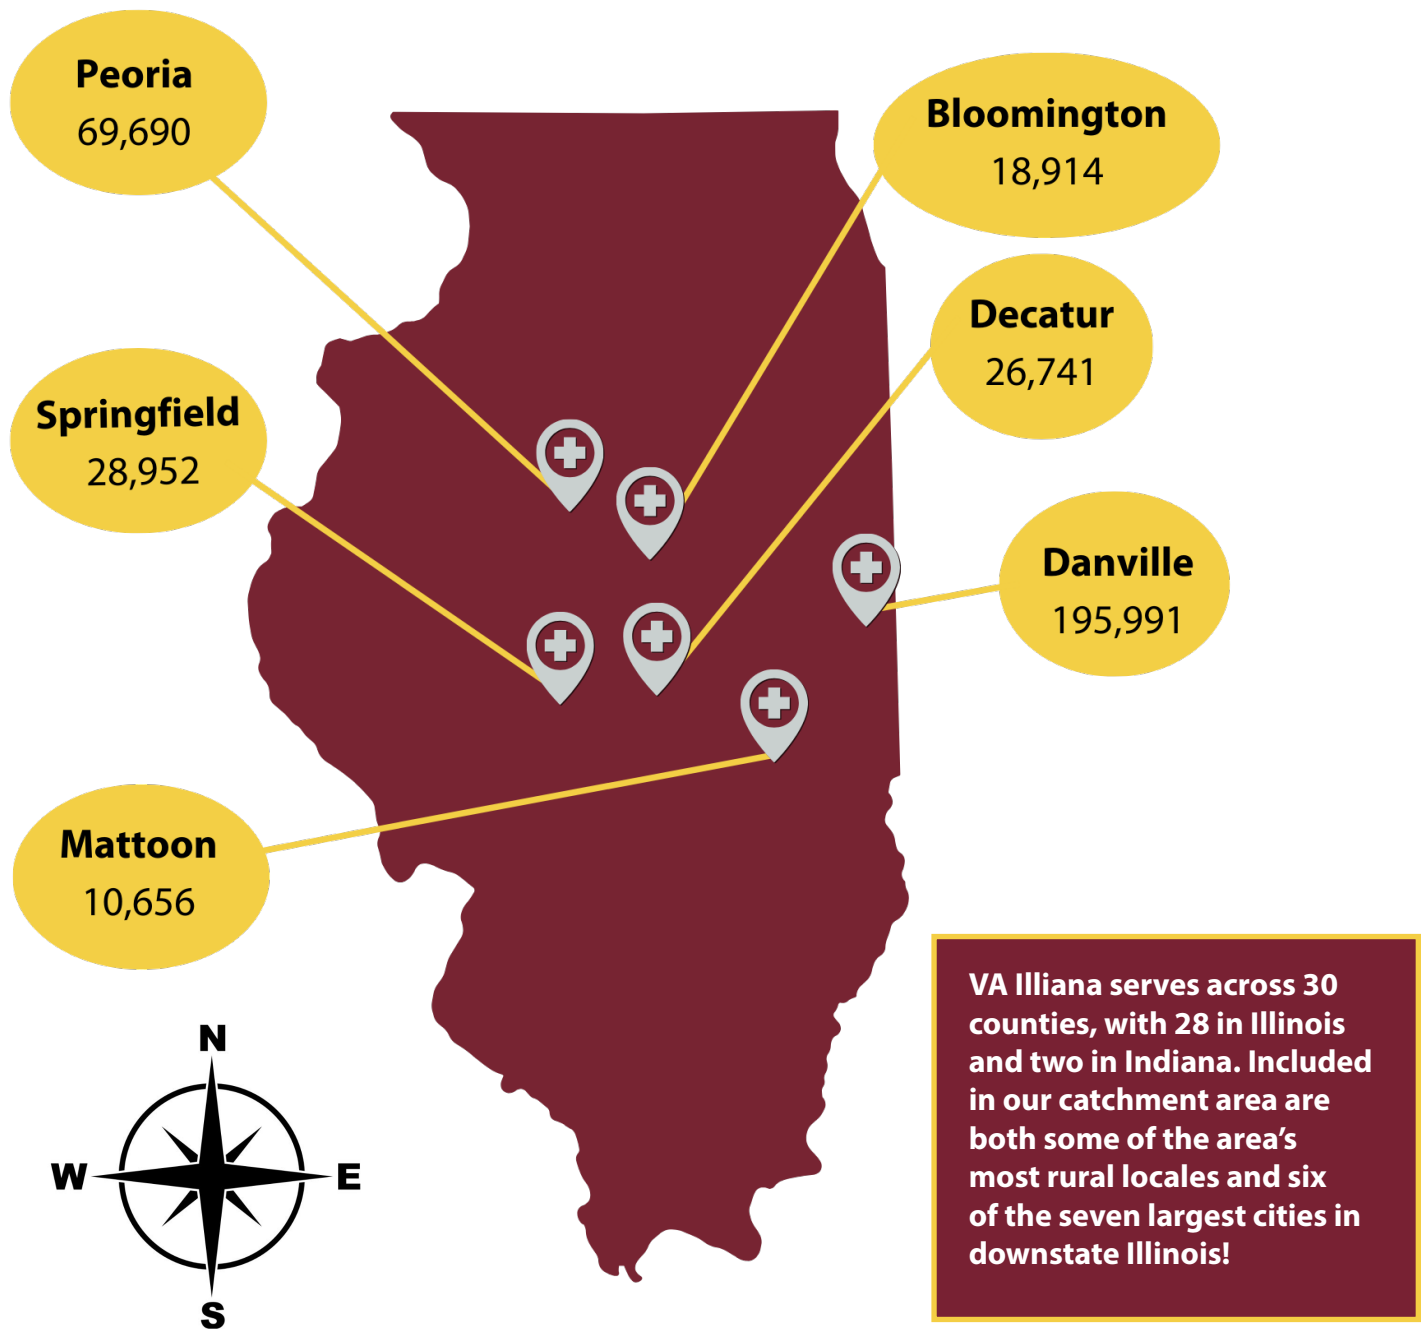 Peoria
69,690
Bloomington
18,914
Decatur
26,741
Springfield
28,952
Danville
195,991
Mattoon
10,656
VA Illiana serves across 30
counties, with 28 in Illinois
and two in Indiana. Included
in our catchment area are
both some of the area’s
most rural locales and six
of the seven largest cities in
downstate Illinois!
N
W
E
S